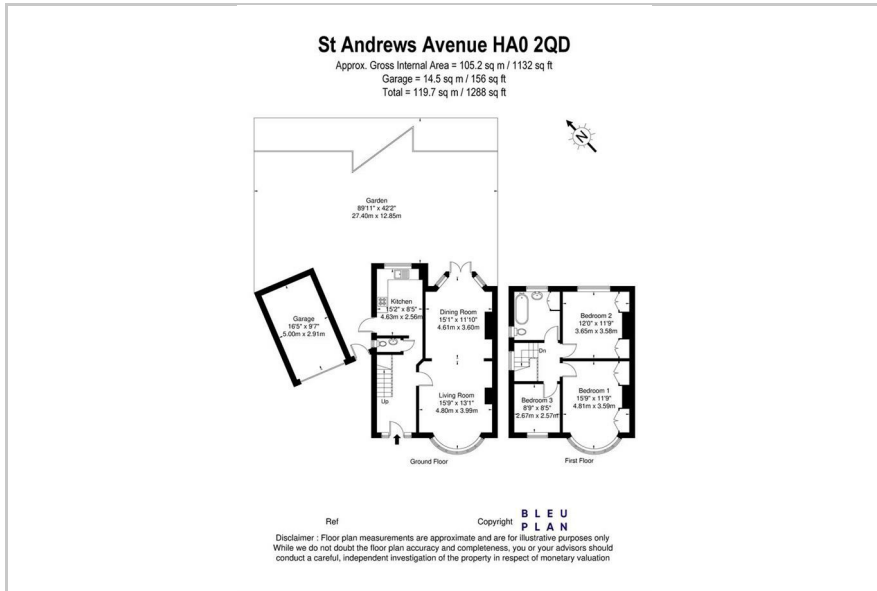 St Andrews Avenue HA0 2QD
Approx. Gross Internal Area = 105.2 sq m / 1132 sq ft
Garage = 14.5 sq m / 156 sq ft
Total = 119.7 sq m / 1288 sq ft
N
Garden
89'11" x 42'2"
27.40m x 12.85m
Garage
16'5" x 9'7"
5.00m x 2.91m
Kitchen
15'2" x 8'5"
4.63m x 2.56m
Dining Room
15'1" x 11'10"
4.61m x 3.60m
Living Room
15'9" x 13'1"
4.80m x 3.99m
Up
Ground Floor
Bedroom 2
12'0" x 11'9"
3.65m x 3.58m
Dn
Bedroom 1
15'9" x 11'9"
4.81m x 3.59m
Bedroom 3
8'9" x 8'5"
2.67m x 2.57m
First Floor
Ref
Copyright
BLEU
PLAN
Disclaimer : Floor plan measurements are approximate and are for illustrative purposes only
While we do not doubt the floor plan accuracy and completeness, you or your advisors should
conduct a careful, independent investigation of the property in respect of monetary valuation